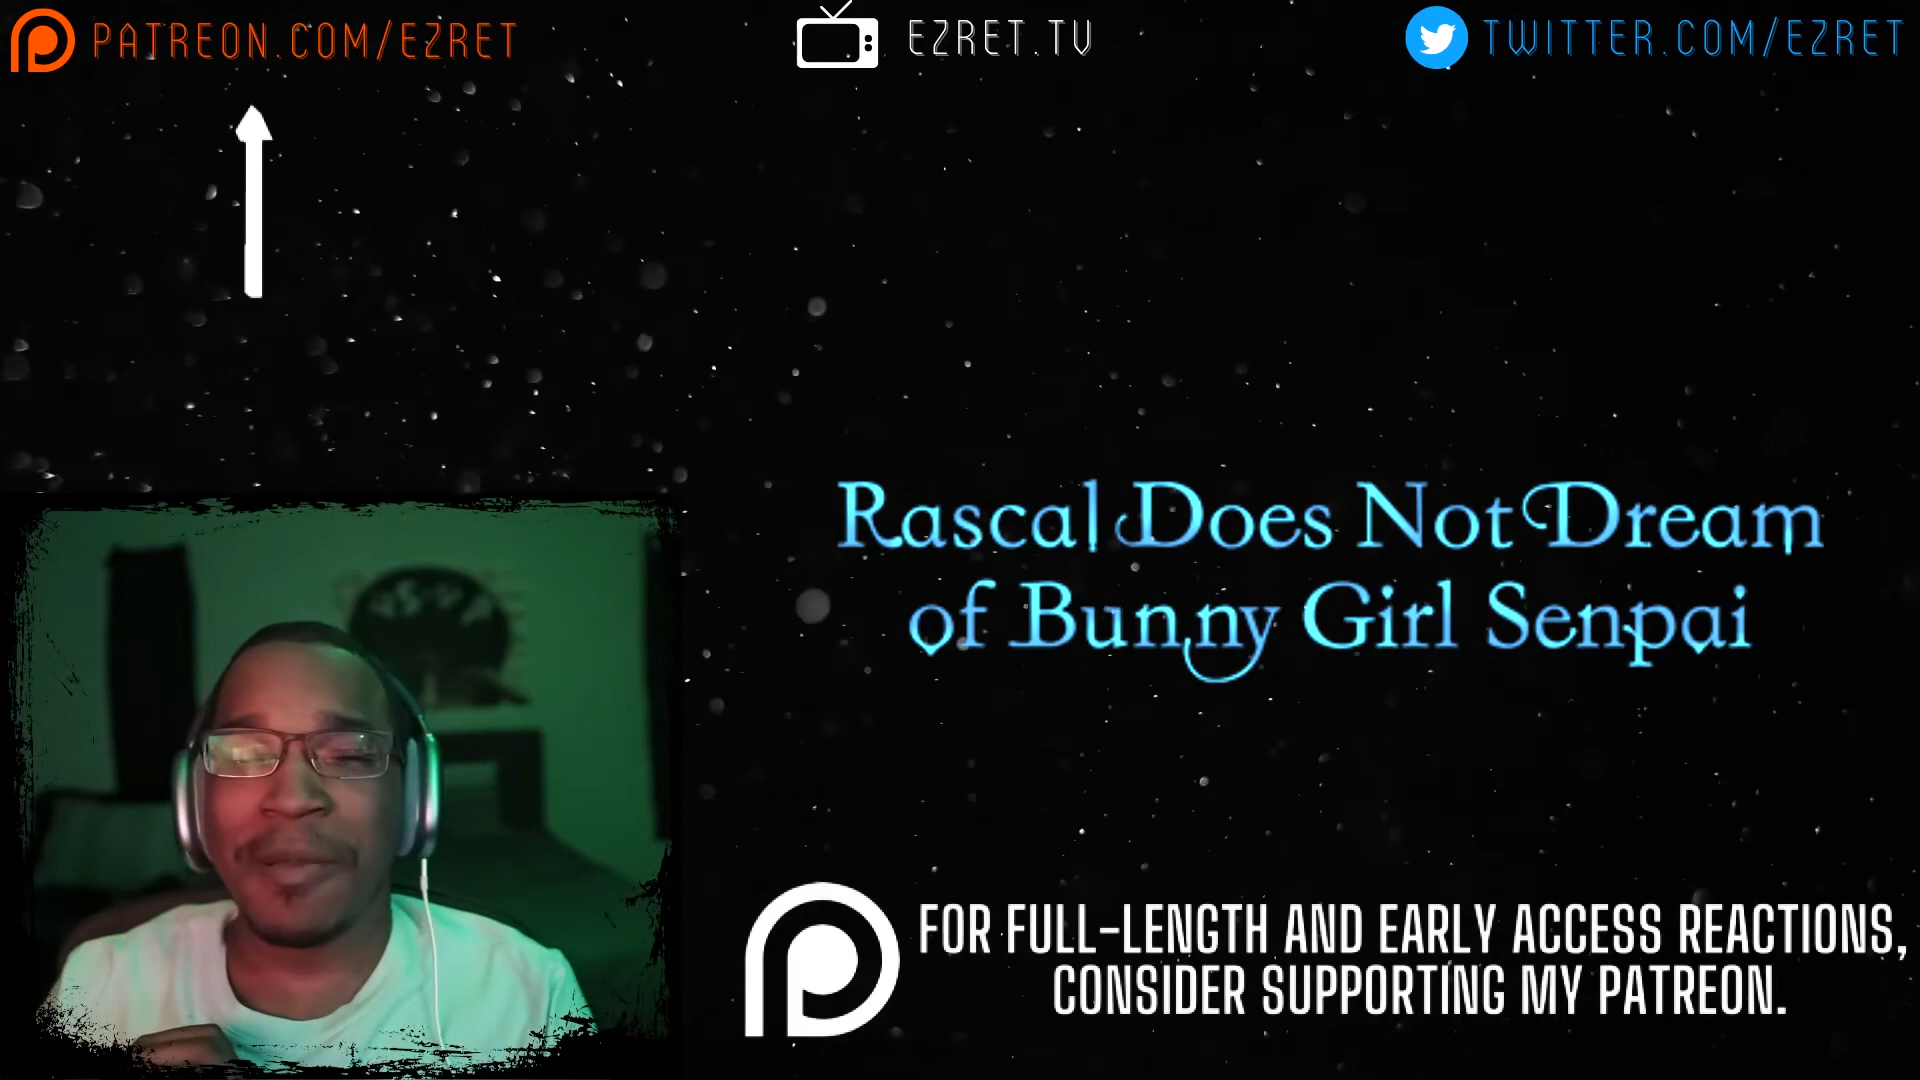 PATREON.COM/EZRET
EZRET.TV
TWITTER.COM/EZRET
Rascal Does Not Dream
of Bunny Girl Senpai
FOR FULL-LENGTH AND EARLY ACCESS REACTIONS,
CONSIDER SUPPORTING MY PATREON.